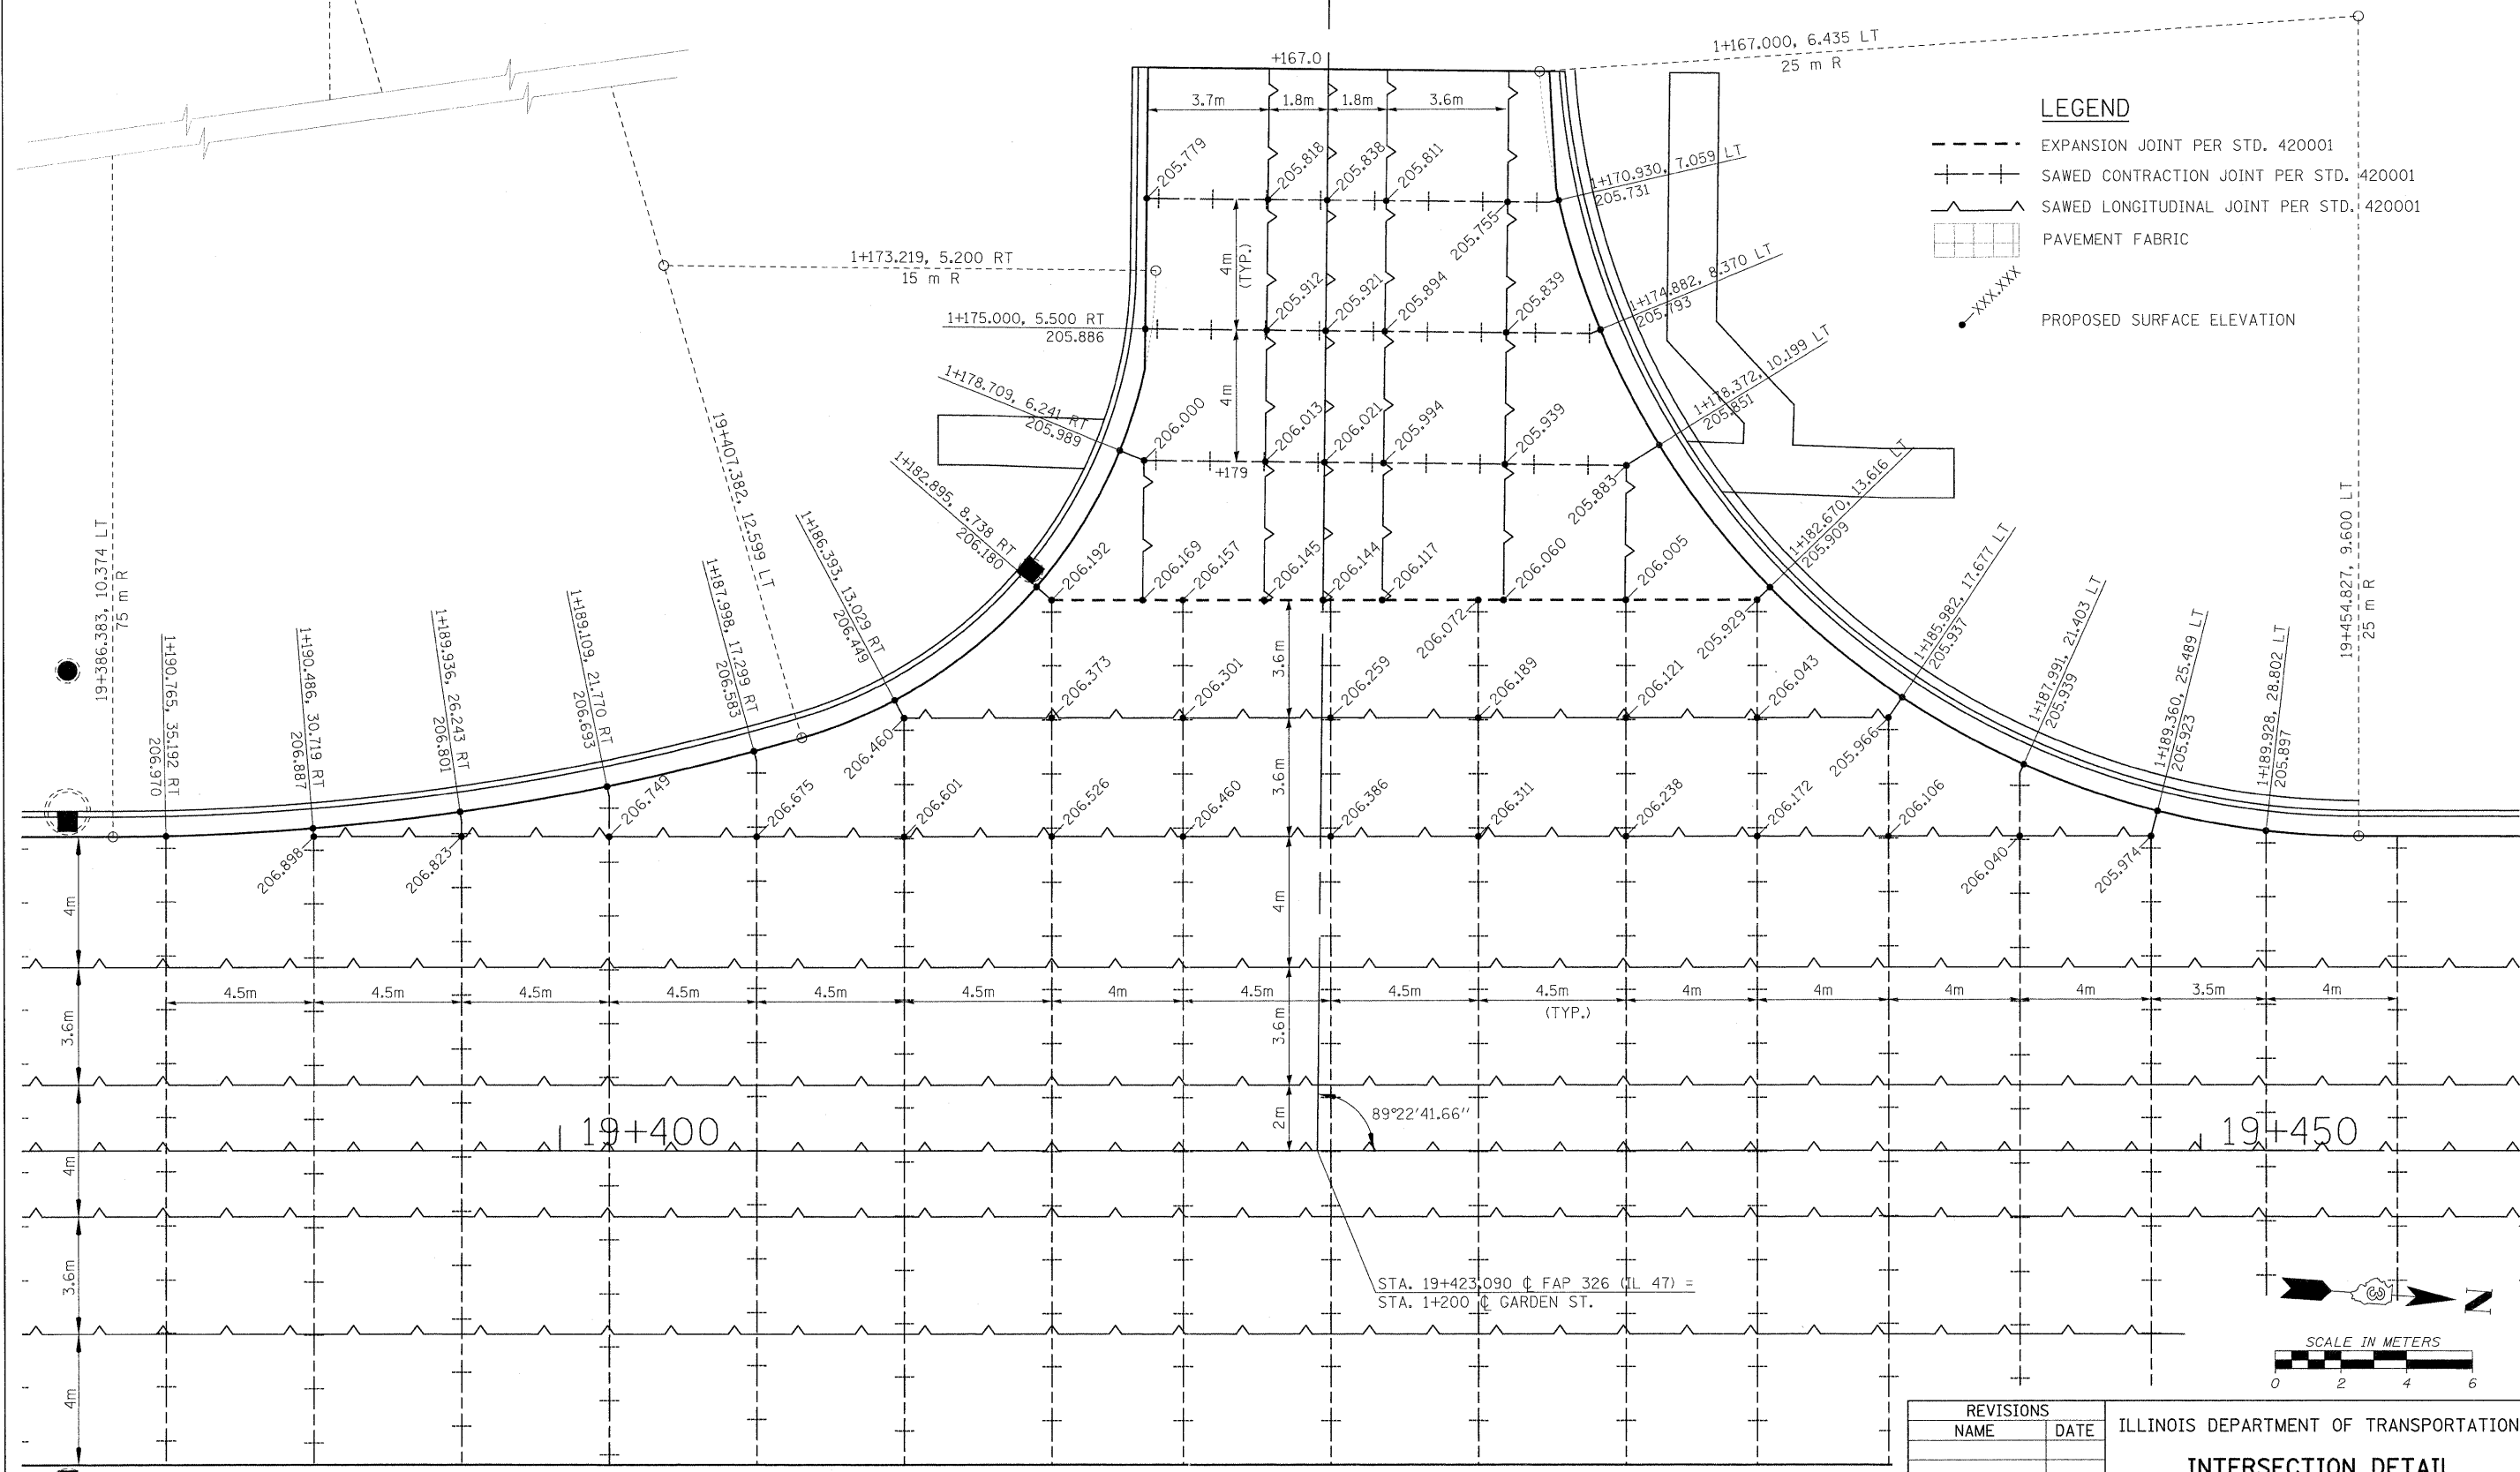 1+167.000, 6.435 LT
25 m R
+167.0
3.7m
1.8m
1.8m
3.6m
LEGEND
EXPANSION JOINT PER STD. 420001
SAWED CONTRACTION JOINT PER STD. 420001
SAWED LONGITUDINAL JOINT PER STD. 420001
PAVEMENT FABRIC
XXX.XXX
PROPOSED SURFACE ELEVATION
205.779
205.818
205.838
205.811
205.755
1+170.930, 7.059 LT
205.731
4m
(TYP.)
1+173.219, 5.200 RT
15 m R
1+175.000, 5.500 RT
205.886
205.912
205.921
205.894
205.839
1+174.882, 8.370 LT
205.793
4m
1+178.709, 6.241 RT
205.989
206.000
+179
206.013
206.021
205.994
205.939
205.883
1+178.372, 10.199 LT
205.851
19+407.382, 12.599 LT
19+386.383, 10.374 LT
75 m R
1+182.895, 8.738 RT
206.180
206.192
206.169
206.157
206.145
206.144
206.117
206.072
206.060
206.005
205.929
1+182.670, 13.616 LT
205.909
19+454.827, 9.600 LT
25 m R
1+190.765, 35.192 RT
206.970
1+190.486, 30.719 RT
206.887
1+189.936, 26.243 RT
206.801
1+189.109, 21.770 RT
206.693
1+187.998, 17.299 RT
206.583
1+186.393, 13.029 RT
206.449
1+185.982, 17.677 LT
205.937
1+187.991, 21.403 LT
205.939
1+189.360, 25.489 LT
205.923
1+189.928, 28.802 LT
205.897
3.6m
206.460
206.373
206.301
206.259
206.189
206.121
206.043
205.966
3.6m
206.898
206.823
206.749
206.675
206.601
206.526
206.460
206.386
206.311
206.238
206.172
206.106
206.040
205.974
4m
4m
4.5m
4.5m
4.5m
4.5m
4.5m
4.5m
4m
4.5m
4.5m
4.5m
(TYP.)
4m
4m
4m
4m
3.5m
4m
3.6m
3.6m
2m
89°22'41.66"
19+400
19+450
4m
3.6m
4m
STA. 19+423.090 ℄ FAP 326 (IL 47) =
STA. 1+200 ℄ GARDEN ST.
3
N
SCALE IN METERS
0 2 4 6
REVISIONS
NAME DATE
ILLINOIS DEPARTMENT OF TRANSPORTATION
INTERSECTION DETAIL